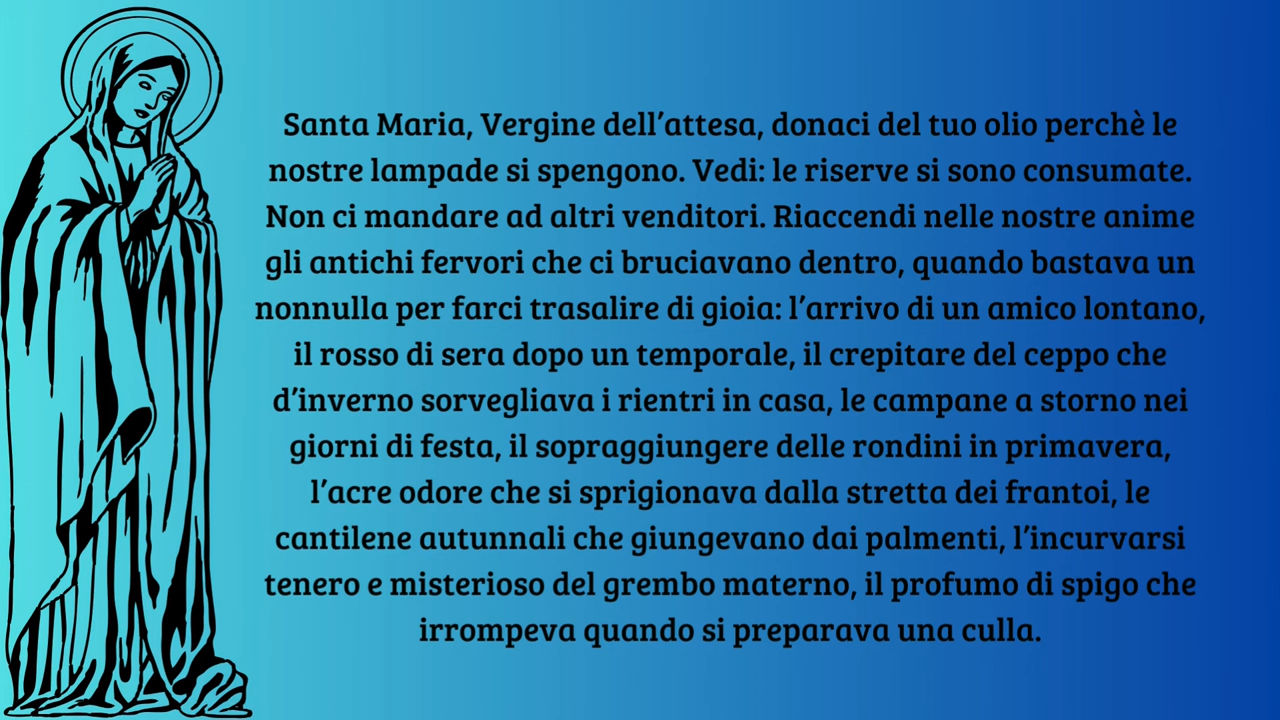 Santa Maria, Vergine dell'attesa, donaci del tuo olio perchè le
nostre lampade si spengono. Vedi: le riserve si sono consumate.
Non ci mandare ad altri venditori. Riaccendi nelle nostre anime
gli antichi fervori che ci bruciavano dentro, quando bastava un
nonnulla per farci trasalire di gioia: l'arrivo di un amico lontano,
il rosso di sera dopo un temporale, il crepitare del ceppo che
d'inverno sorvegliava i rientri in casa, le campane a storno nei
giorni di festa, il sopraggiungere delle rondini in primavera,
l'acre odore che si sprigionava dalla stretta dei frantoi, le
cantilene autunnali che giungevano dai palmenti, l'incurvarsi
tenero e misterioso del grembo materno, il profumo di spigo che
irrompeva quando si preparava una culla.